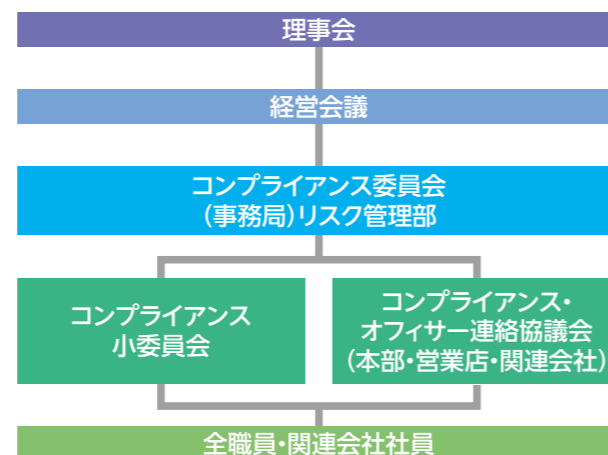 理事会
経営会議
コンプライアンス委員会
(事務局)リスク管理部
コンプライアンス
小委員会
コンプライアンス・
オフィサー連絡協議会
(本部・営業店・関連会社)
全職員・関連会社社員